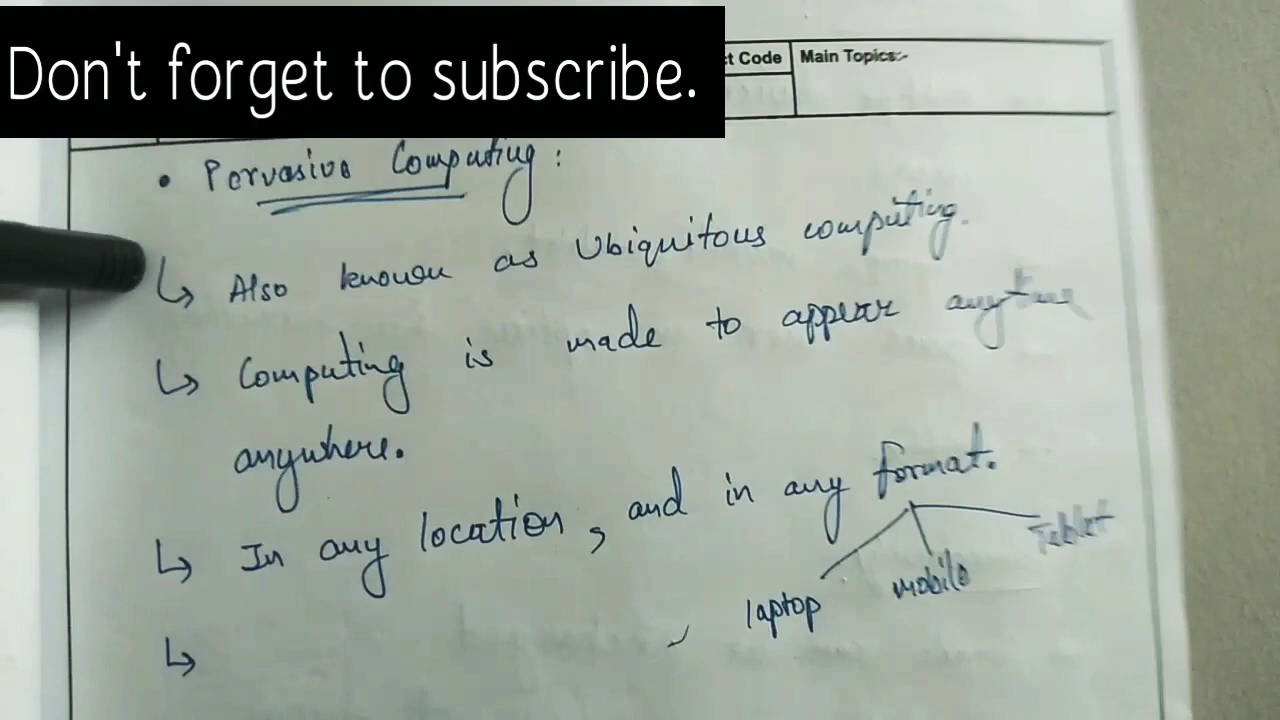 Don't forget to subscribe.
ct Code Main Topics:-
• Pervasive Computing :
↳ Also known as Ubiquitous computing.
↳ Computing is made to appear anytime
anywhere.
↳ In any location, and in any format.
laptop mobile Tablet
↳